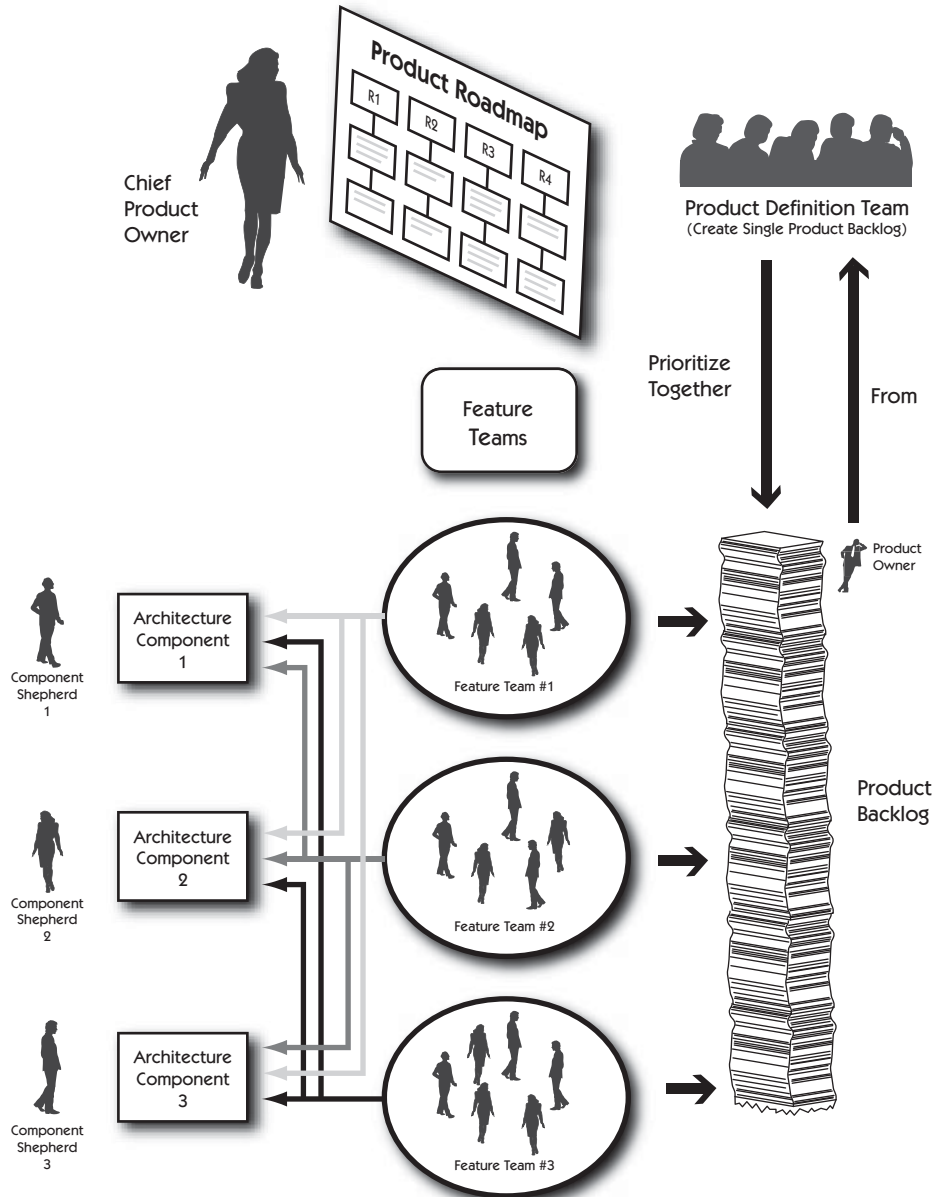 Product Roadmap
R1
R2
R3
R4
Chief
Product
Owner
Product Definition Team
(Create Single Product Backlog)
Prioritize
Together
From
Feature
Teams
Product
Owner
Component
Shepherd
1
Architecture
Component
1
Feature Team #1
Component
Shepherd
2
Architecture
Component
2
Feature Team #2
Product
Backlog
Component
Shepherd
3
Architecture
Component
3
Feature Team #3